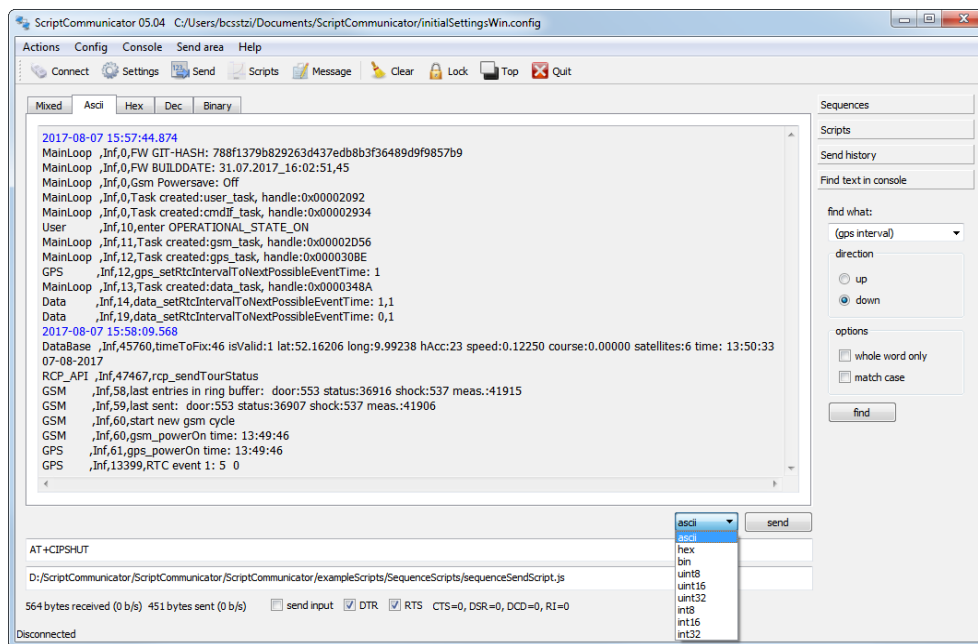 ScriptCommunicator 05.04 C:/Users/bcsstzi/Documents/ScriptCommunicator/initialSettingsWin.config
Actions Config Console Send area Help
Connect Settings Send Scripts Message Clear Lock Top Quit
Mixed Ascii Hex Dec Binary
2017-08-07 15:57:44.874
MainLoop ,Inf,0,FW GIT-HASH: 788f1379b829263d437edb8b3f36489d9f9857b9
MainLoop ,Inf,0,FW BUILDDATE: 31.07.2017_16:02:51,45
MainLoop ,Inf,0,Gsm Powersave: Off
MainLoop ,Inf,0,Task created:user_task, handle:0x00002092
MainLoop ,Inf,0,Task created:cmdIf_task, handle:0x00002934
User ,Inf,10,enter OPERATIONAL_STATE_ON
MainLoop ,Inf,11,Task created:gsm_task, handle:0x00002D56
MainLoop ,Inf,12,Task created:gps_task, handle:0x000030BE
GPS ,Inf,12,gps_setRtcIntervalToNextPossibleEventTime: 1
MainLoop ,Inf,13,Task created:data_task, handle:0x0000348A
Data ,Inf,14,data_setRtcIntervalToNextPossibleEventTime: 1,1
Data ,Inf,19,data_setRtcIntervalToNextPossibleEventTime: 0,1
2017-08-07 15:58:09.568
DataBase ,Inf,45760,timeToFix:46 isValid:1 lat:52.16206 long:9.99238 hAcc:23 speed:0.12250 course:0.00000 satellites:6 time: 13:50:33
07-08-2017
RCP_API ,Inf,47467,rcp_sendTourStatus
GSM ,Inf,58,last entries in ring buffer: door:553 status:36916 shock:537 meas.:41915
GSM ,Inf,59,last sent: door:553 status:36907 shock:537 meas.:41906
GSM ,Inf,60,start new gsm cycle
GSM ,Inf,60,gsm_powerOn time: 13:49:46
GPS ,Inf,61,gps_powerOn time: 13:49:46
GPS ,Inf,13399,RTC event 1: 5 0
Sequences
Scripts
Send history
Find text in console
find what:
(gps interval)
direction
up
down
options
whole word only
match case
find
ascii send
ascii
hex
bin
uint8
uint16
uint32
int8
int16
int32
AT+CIPSHUT
D:/ScriptCommunicator/ScriptCommunicator/ScriptCommunicator/exampleScripts/SequenceScripts/sequenceSendScript.js
564 bytes received (0 b/s) 451 bytes sent (0 b/s) send input DTR RTS CTS=0, DSR=0, DCD=0, RI=0
Disconnected